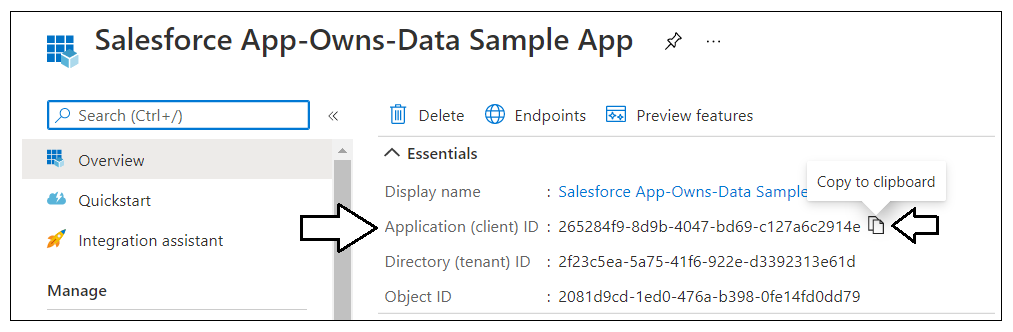 Salesforce App-Owns-Data Sample App ...
Search (Ctrl+/) «
Overview
Quickstart
Integration assistant
Manage
Delete Endpoints Preview features
Essentials
Copy to clipboard
Display name : Salesforce App-Owns-Data Sample
Application (client) ID : 265284f9-8d9b-4047-bd69-c127a6c2914e
Directory (tenant) ID : 2f23c5ea-5a75-41f6-922e-d3392313e61d
Object ID : 2081d9cd-1ed0-476a-b398-0fe14fd0dd79